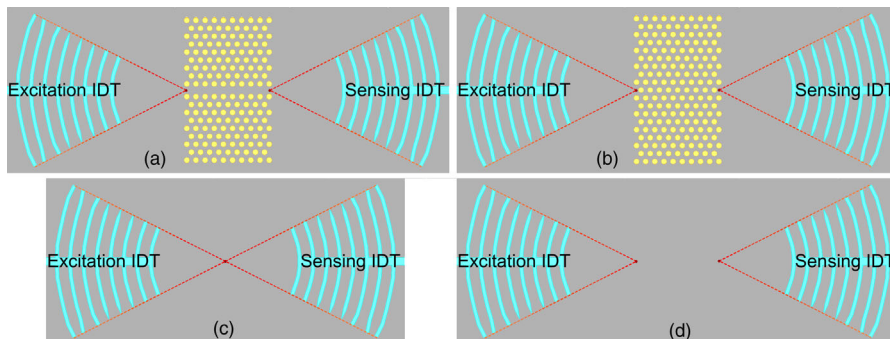 Excitation IDT
Sensing IDT
(a)
Excitation IDT
Sensing IDT
(b)
Excitation IDT
Sensing IDT
(c)
Excitation IDT
Sensing IDT
(d)